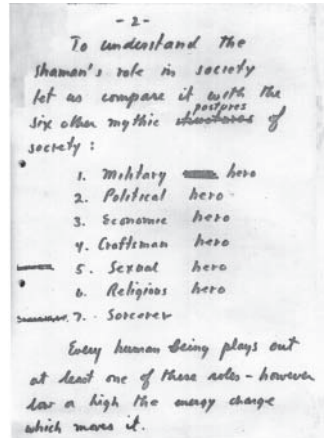 - 2 -
To understand the
shaman's role in society
let us compare it with the
postures
six other mythic structures of
society:
1. Military hero
2. Political hero
3. Economic hero
4. Craftsman hero
5. Sexual hero
6. Religious hero
7. Sorcerer
Every human being plays out
at least one of these roles - however
low or high the energy charge
which moves it.